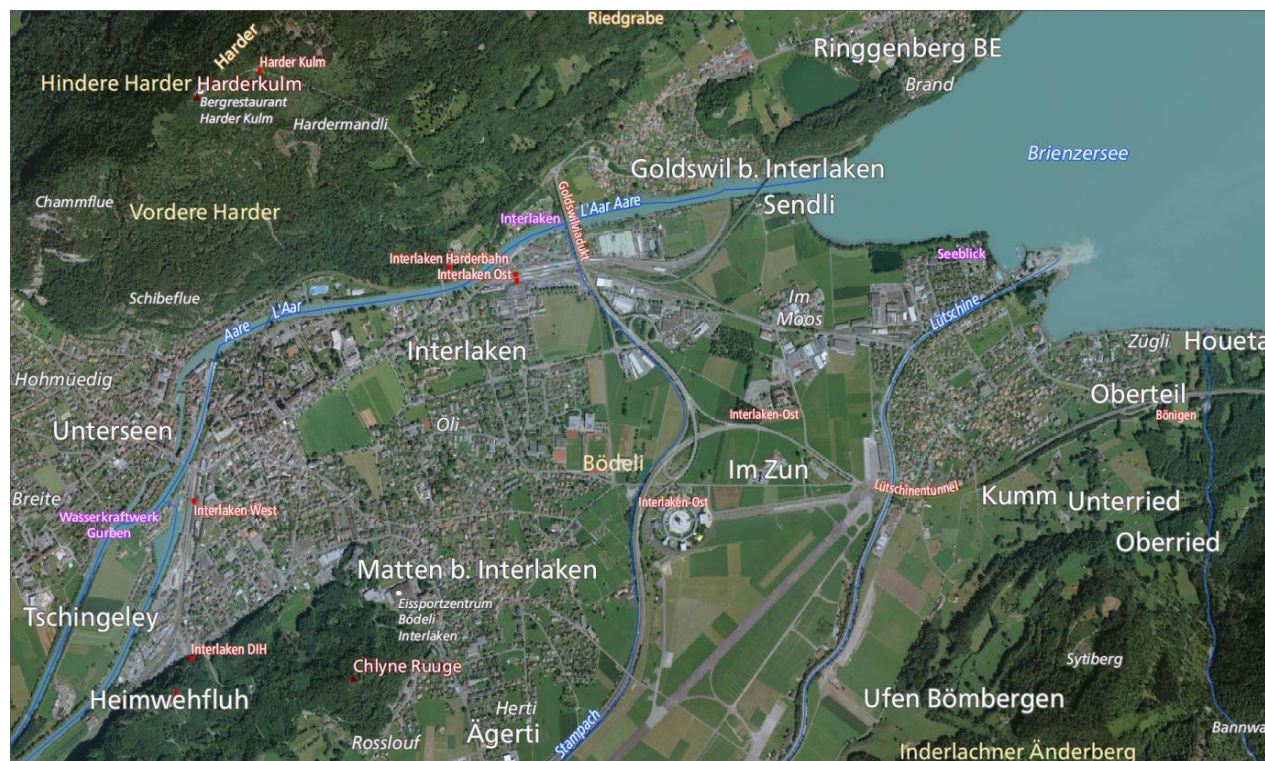 Riedgrabe
Harder
Ringgenberg BE
Harder Kulm
Hindere Harder
Harderkulm
Brand
Bergrestaurant
Harder Kulm
Hardermandli
Brienzersee
Goldswil b. Interlaken
Goldswilviadukt
Chammflue
Vordere Harder
L'Aar Aare
Sendli
Interlaken
Seeblick
Interlaken Harderbahn
Interlaken Ost
Schibeflue
Im
Moos
L'Aar
Aare
Lütschine
Zügli
Houeta
Interlaken
Hohmüedig
Oberteil
Bönigen
Interlaken-Ost
Unterseen
Öli
Bödeli
Im Zun
Lütschinentunnel
Kumm
Unterried
Breite
Interlaken-Ost
Interlaken West
Wasserkraftwerk
Gurben
Oberried
Matten b. Interlaken
Eissportzentrum
Bödeli
Interlaken
Tschingeley
Interlaken DIH
Chlyne Ruuge
Sytiberg
Heimwehfluh
Ufen Bömbergen
Herti
Stampach
Ägerti
Rosslouf
Bannwa
Inderlachner Änderberg